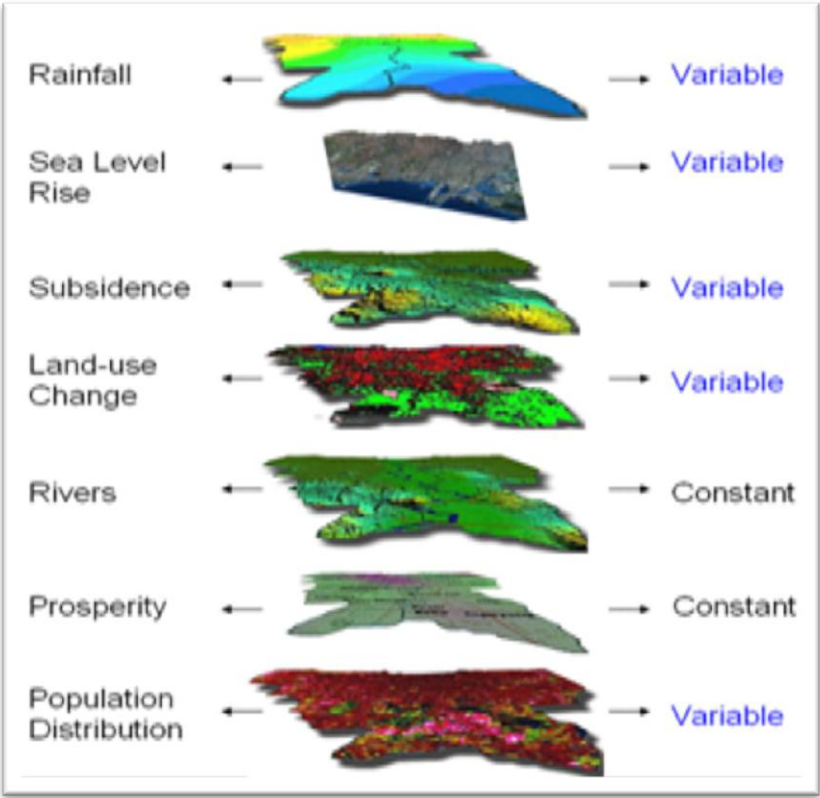 Rainfall
Variable
Sea Level
Rise
Variable
Subsidence
Variable
Land-use
Change
Variable
Rivers
Constant
Prosperity
Constant
Population
Distribution
Variable